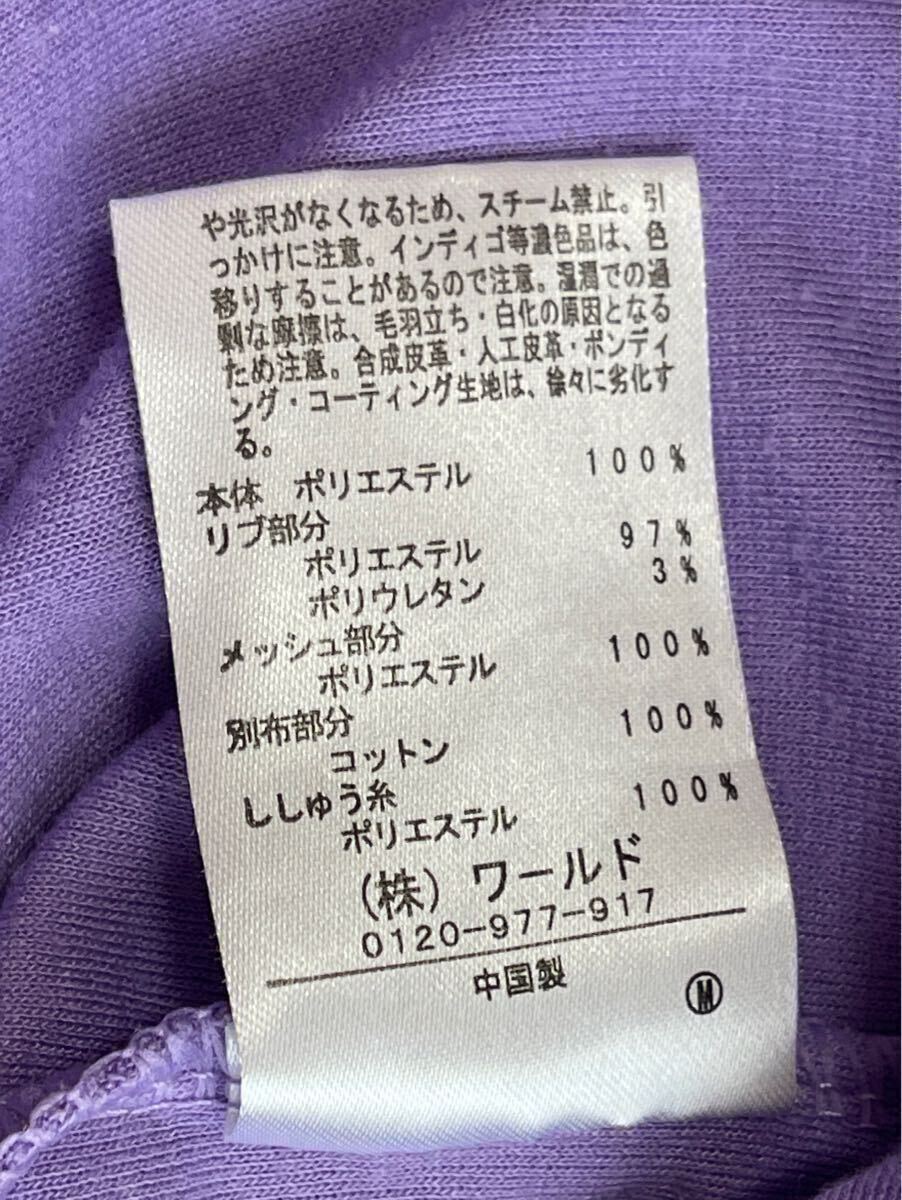 や光沢がなくなるため、スチーム禁止。引
っかけに注意。インディゴ等濃色品は、色
移りすることがあるので注意。湿潤での過
剰な摩擦は、毛羽立ち・白化の原因となる
ため注意。合成皮革・人工皮革・ボンディ
ング・コーティング生地は、徐々に劣化す
る。
本体 ポリエステル 100%
リブ部分
ポリエステル 97%
ポリウレタン 3%
メッシュ部分
ポリエステル 100%
別布部分
コットン 100%
ししゅう糸
ポリエステル 100%
(株) ワールド
0120-977-917
中国製
Ⓜ